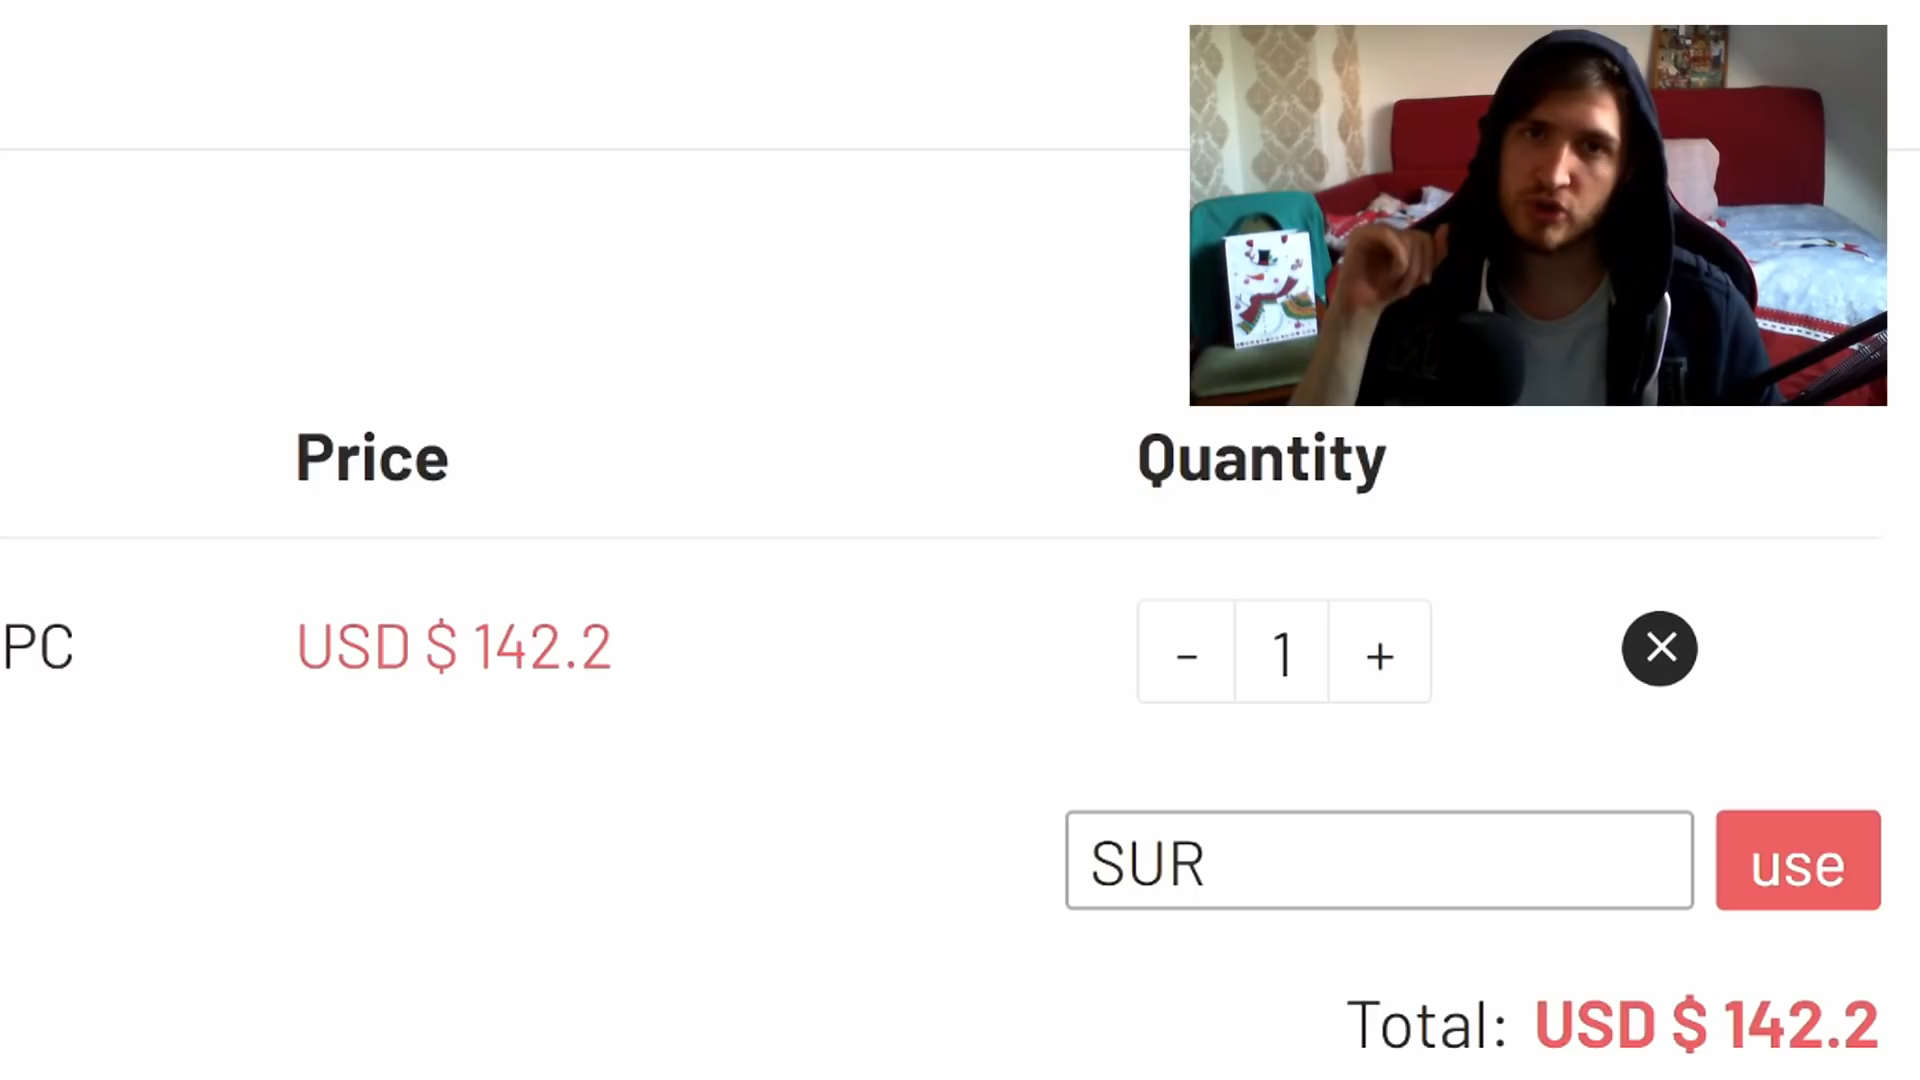 Price Quantity
PC USD $ 142.2 - 1 +
SUR use
Total: USD $ 142.2